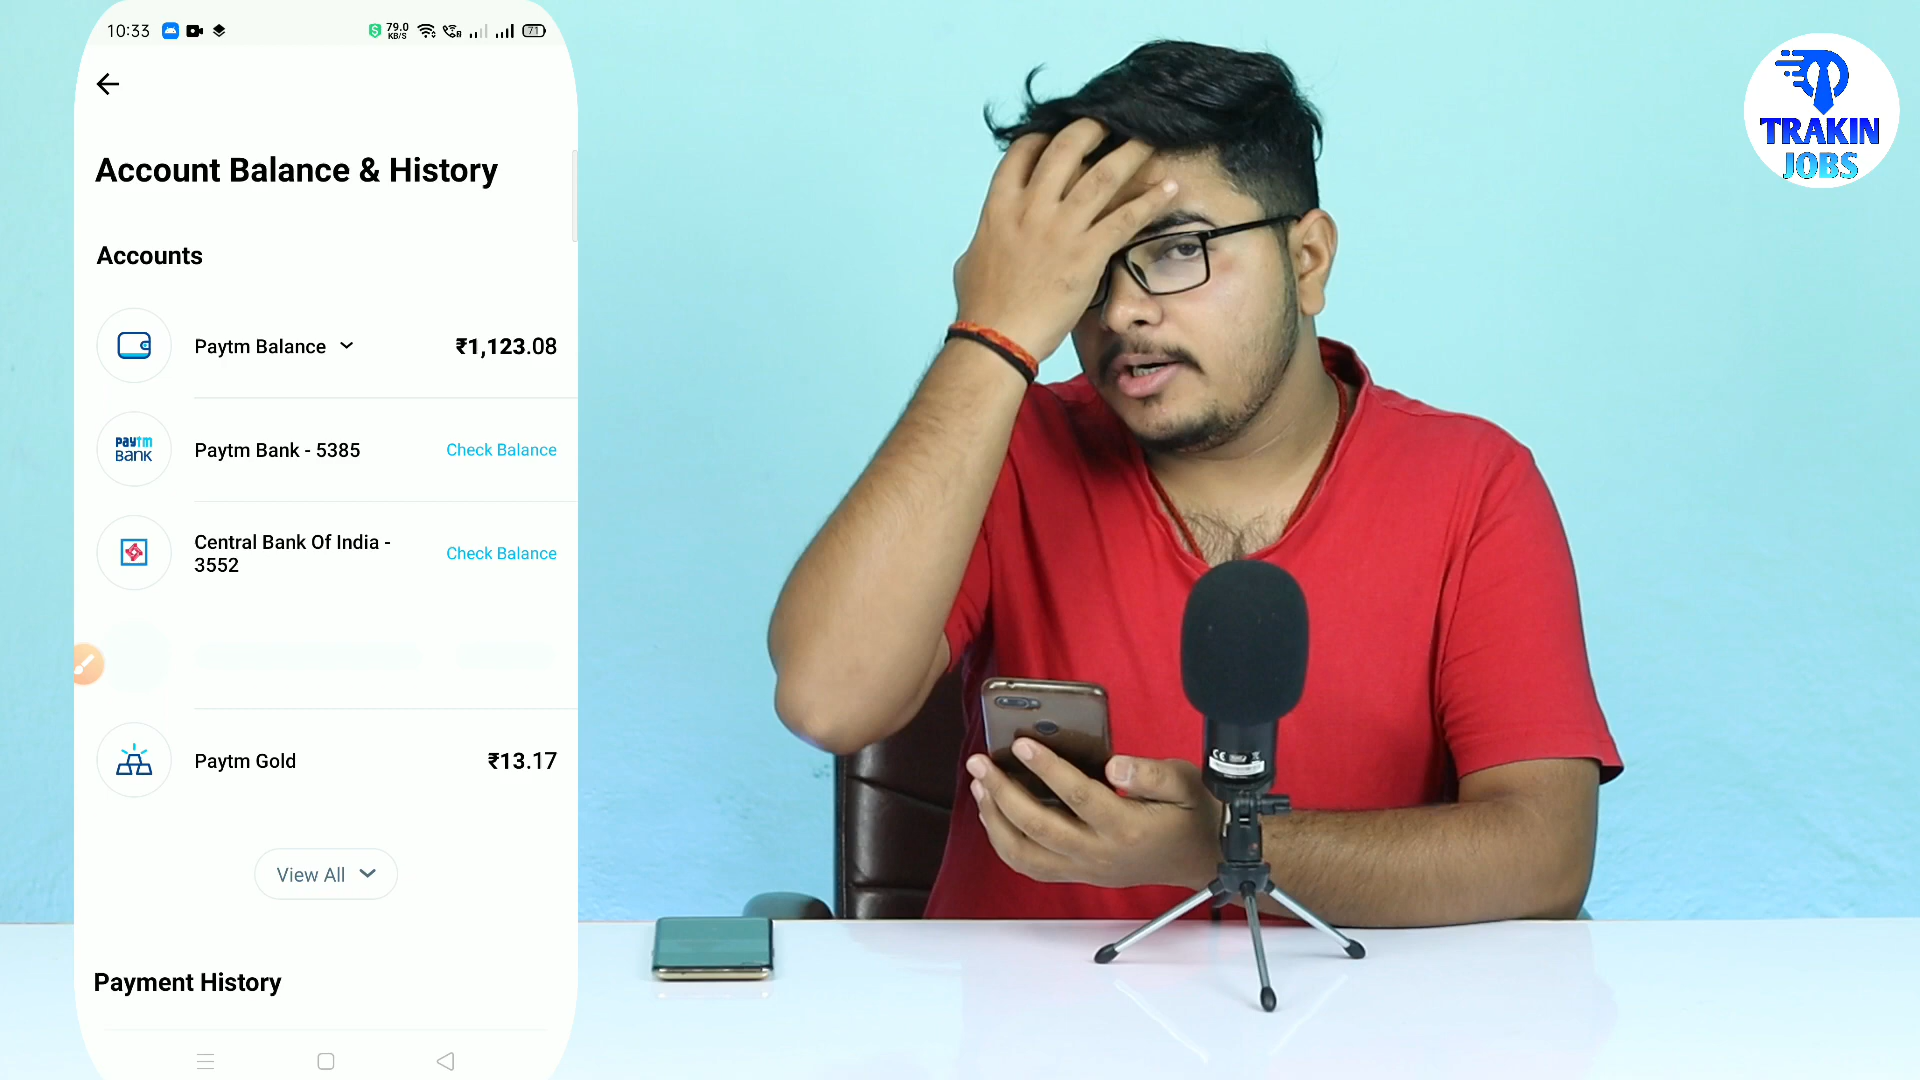 10:33
79.0
KB/S
71
Account Balance & History
Accounts
Paytm Balance
₹1,123.08
paytm
BANK
Paytm Bank - 5385
Check Balance
Central Bank Of India -
3552
Check Balance
Paytm Gold
₹13.17
View All
Payment History
TRAKIN
JOBS
CE